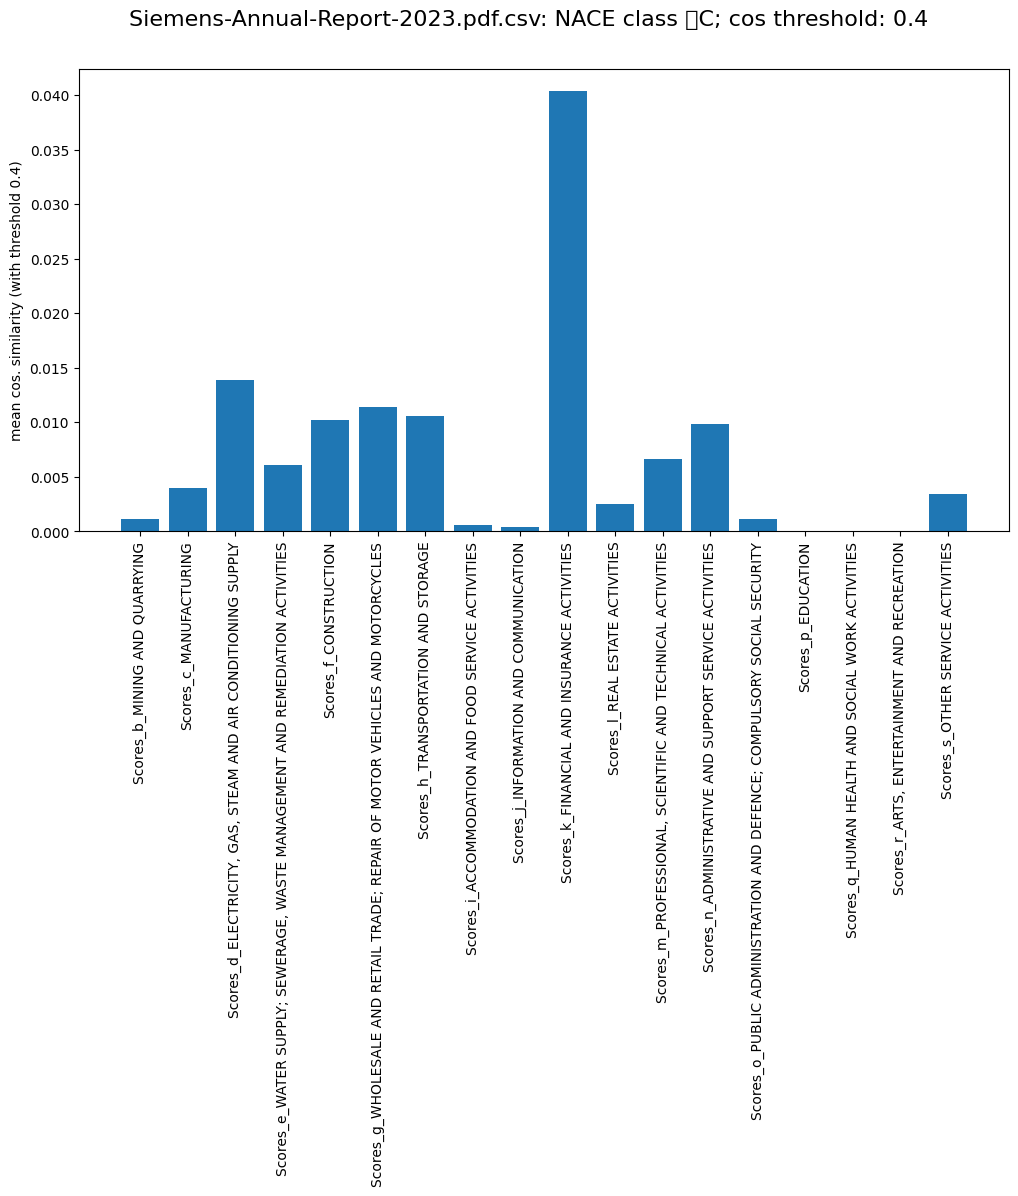 Siemens-Annual-Report-2023.pdf.csv: NACE class ▯C; cos threshold: 0.4
mean cos. similarity (with threshold 0.4)
0.040
0.035
0.030
0.025
0.020
0.015
0.010
0.005
0.000
Scores_b_MINING AND QUARRYING
Scores_c_MANUFACTURING
Scores_d_ELECTRICITY, GAS, STEAM AND AIR CONDITIONING SUPPLY
Scores_e_WATER SUPPLY; SEWERAGE, WASTE MANAGEMENT AND REMEDIATION ACTIVITIES
Scores_f_CONSTRUCTION
Scores_g_WHOLESALE AND RETAIL TRADE; REPAIR OF MOTOR VEHICLES AND MOTORCYCLES
Scores_h_TRANSPORTATION AND STORAGE
Scores_i_ACCOMMODATION AND FOOD SERVICE ACTIVITIES
Scores_j_INFORMATION AND COMMUNICATION
Scores_k_FINANCIAL AND INSURANCE ACTIVITIES
Scores_l_REAL ESTATE ACTIVITIES
Scores_m_PROFESSIONAL, SCIENTIFIC AND TECHNICAL ACTIVITIES
Scores_n_ADMINISTRATIVE AND SUPPORT SERVICE ACTIVITIES
Scores_o_PUBLIC ADMINISTRATION AND DEFENCE; COMPULSORY SOCIAL SECURITY
Scores_p_EDUCATION
Scores_q_HUMAN HEALTH AND SOCIAL WORK ACTIVITIES
Scores_r_ARTS, ENTERTAINMENT AND RECREATION
Scores_s_OTHER SERVICE ACTIVITIES